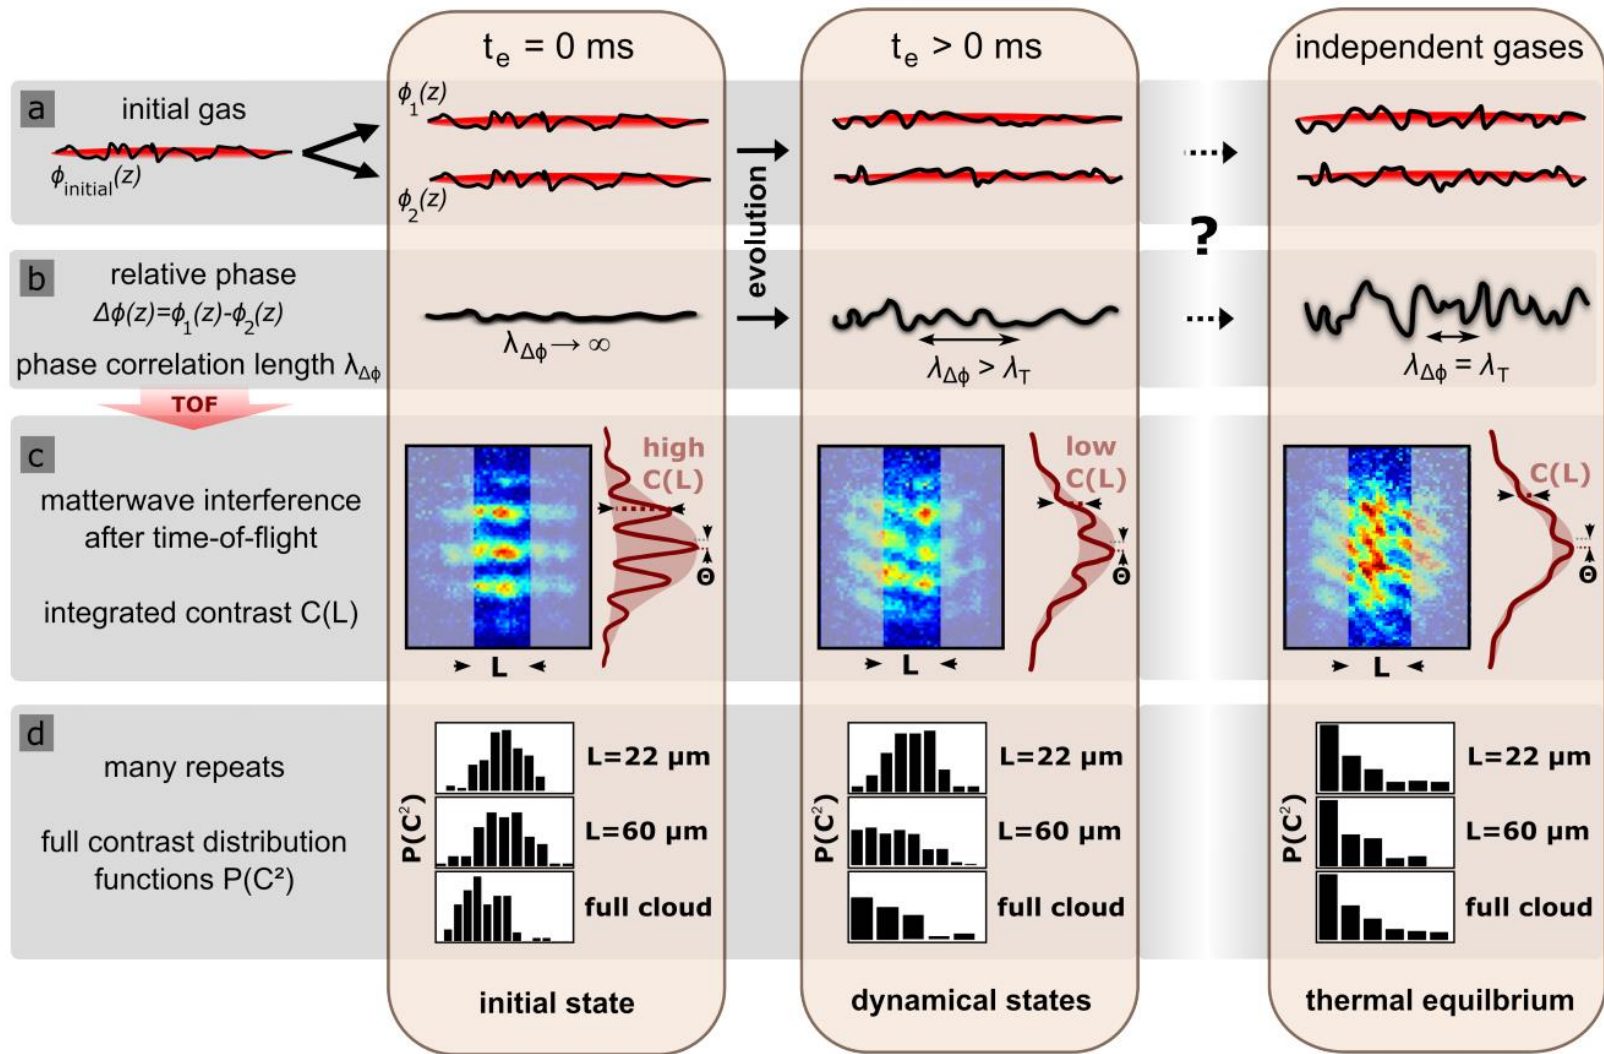 t_e = 0 ms
t_e > 0 ms
independent gases
a
initial gas
ϕ_initial(z)
ϕ_1(z)
ϕ_2(z)
evolution
?
b
relative phase
Δϕ(z)=ϕ_1(z)-ϕ_2(z)
phase correlation length λ_Δϕ
λ_Δϕ → ∞
λ_Δϕ > λ_T
λ_Δϕ = λ_T
TOF
c
matterwave interference
after time-of-flight
integrated contrast C(L)
high
C(L)
Θ
L
low
C(L)
Θ
L
C(L)
Θ
L
d
many repeats
full contrast distribution
functions P(C²)
P(C²)
L=22 µm
L=60 µm
full cloud
P(C²)
L=22 µm
L=60 µm
full cloud
P(C²)
L=22 µm
L=60 µm
full cloud
initial state
dynamical states
thermal equilbrium